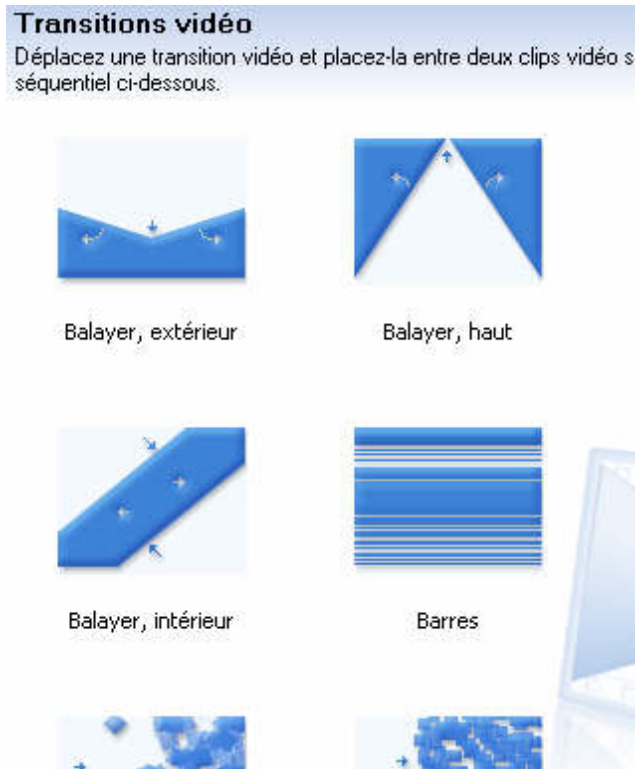 Transitions vidéo
Déplacez une transition vidéo et placez-la entre deux clips vidéo s
séquentiel ci-dessous.
Balayer, extérieur
Balayer, haut
Balayer, intérieur
Barres